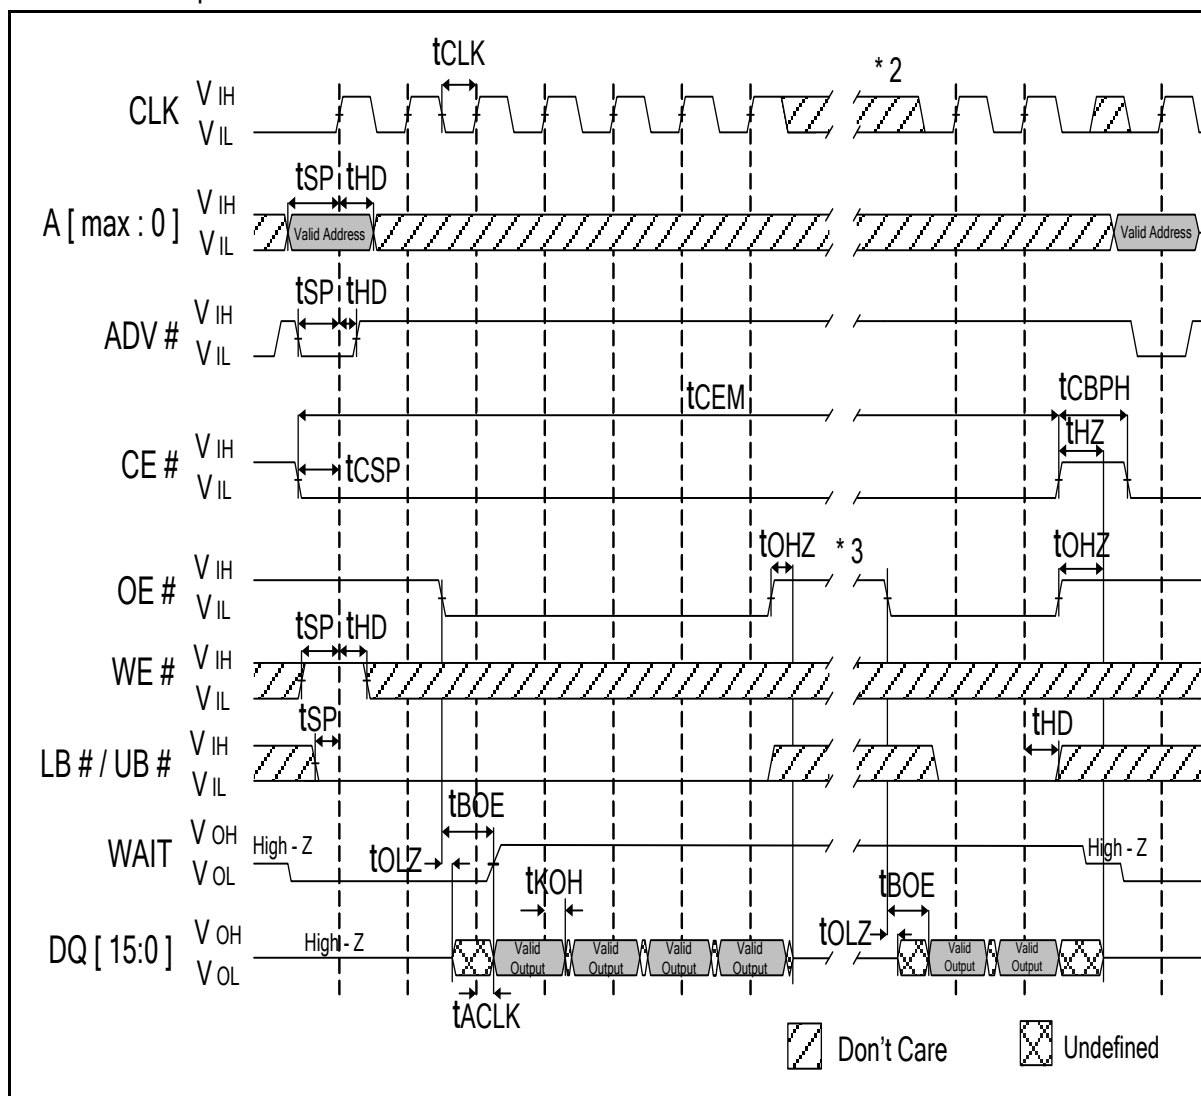 tCLK
* 2
CLK
V IH
V IL
tSP tHD
A [ max : 0 ]
V IH
V IL
Valid Address
Valid Address
tSP tHD
ADV #
V IH
V IL
tCEM
tCBPH
tHZ
CE #
V IH
V IL
tCSP
tOHZ
* 3
tOHZ
OE #
V IH
V IL
tSP tHD
WE #
V IH
V IL
tSP
tHD
LB # / UB #
V IH
V IL
tBOE
WAIT
V OH
V OL
High - Z
High - Z
tOLZ
tKOH
tBOE
tOLZ
DQ [ 15:0 ]
V OH
V OL
High - Z
Valid Output
Valid Output
Valid Output
Valid Output
Valid Output
Valid Output
tACLK
Don't Care
Undefined